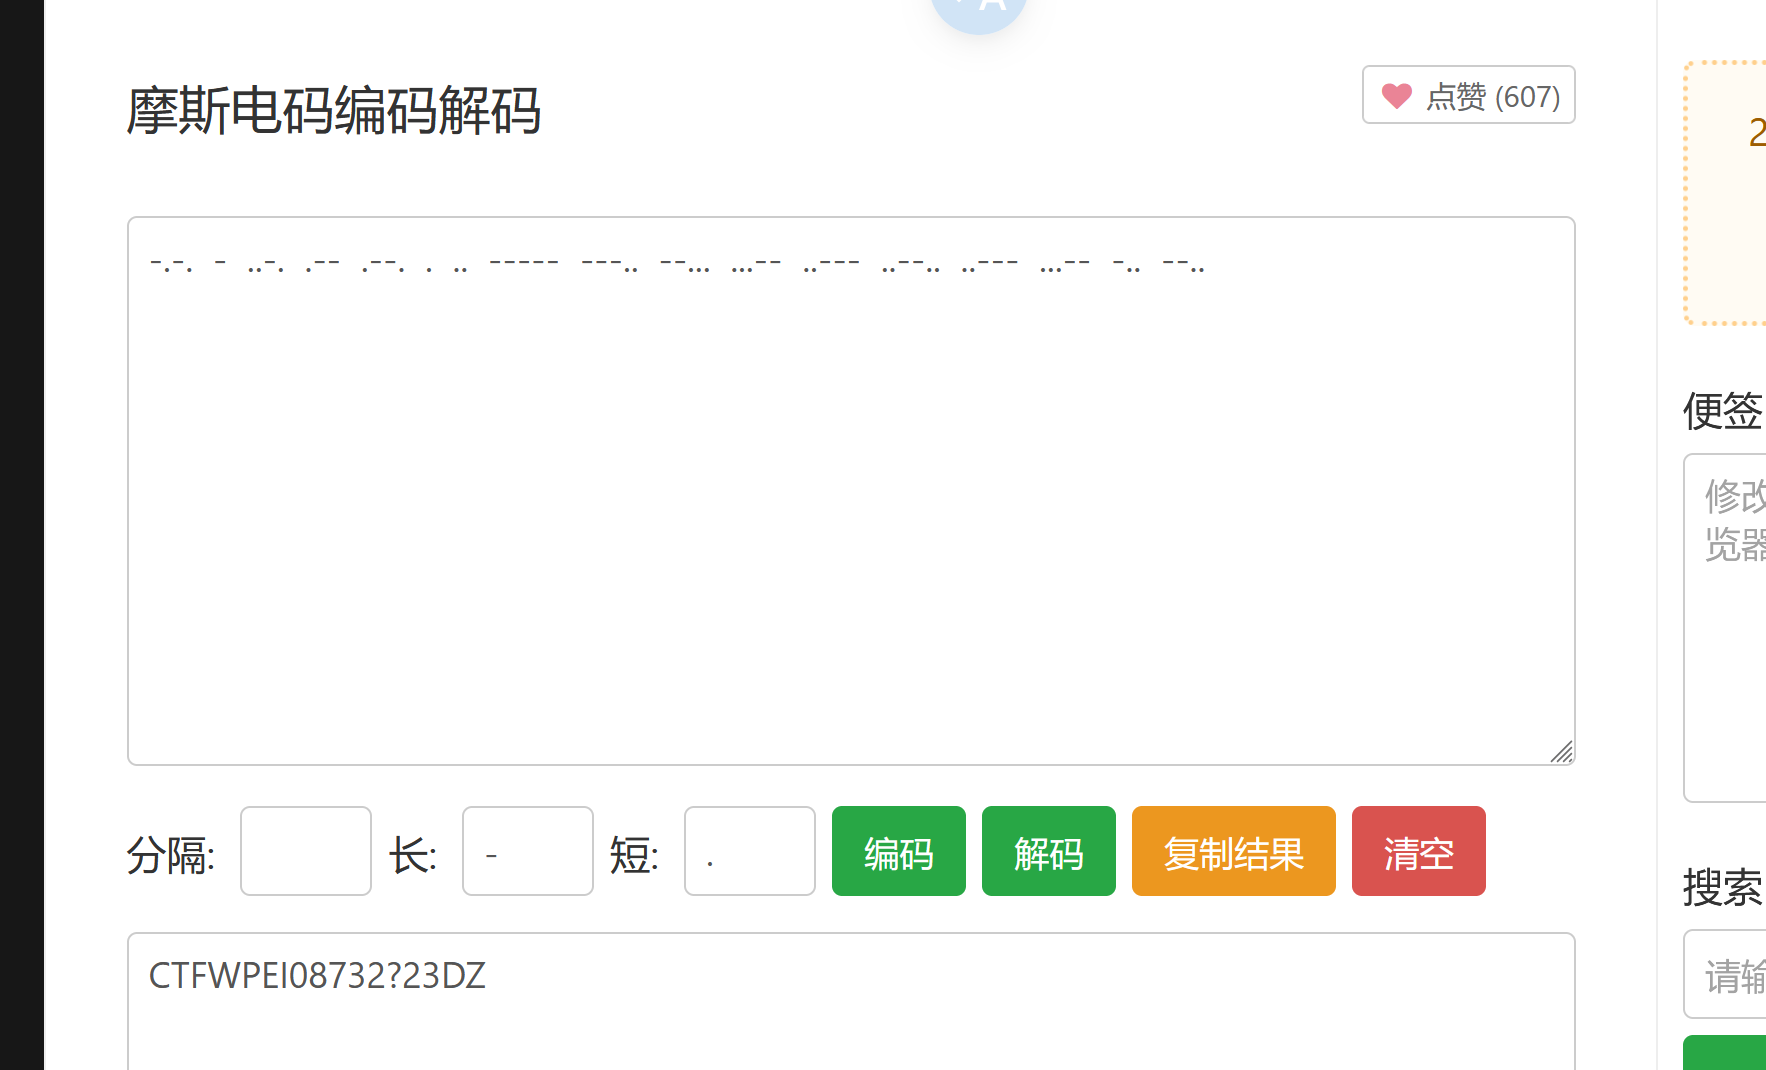 摩斯电码编码解码
点赞 (607)
-.-. - ..-. .-- .--. . .. ----- ---.. --... ...-- ..--- ..--.. ..--- ...-- -.. --..
分隔: 长: - 短: . 编码 解码 复制结果 清空
CTFWPEI08732?23DZ
A
2
便签
修改
览器
搜索
请输